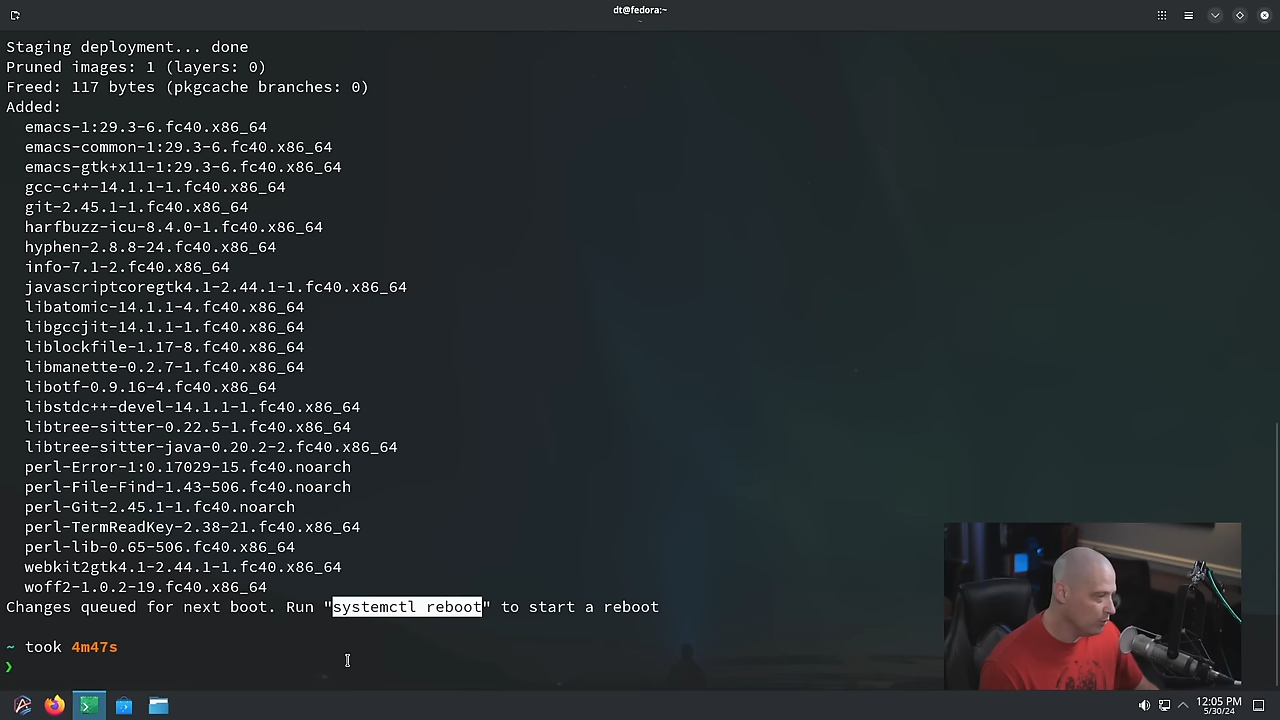 dt@fedora:~
~
Staging deployment... done
Pruned images: 1 (layers: 0)
Freed: 117 bytes (pkgcache branches: 0)
Added:
emacs-1:29.3-6.fc40.x86_64
emacs-common-1:29.3-6.fc40.x86_64
emacs-gtk+x11-1:29.3-6.fc40.x86_64
gcc-c++-14.1.1-1.fc40.x86_64
git-2.45.1-1.fc40.x86_64
harfbuzz-icu-8.4.0-1.fc40.x86_64
hyphen-2.8.8-24.fc40.x86_64
info-7.1-2.fc40.x86_64
javascriptcoregtk4.1-2.44.1-1.fc40.x86_64
libatomic-14.1.1-4.fc40.x86_64
libgccjit-14.1.1-1.fc40.x86_64
liblockfile-1.17-8.fc40.x86_64
libmanette-0.2.7-1.fc40.x86_64
libotf-0.9.16-4.fc40.x86_64
libstdc++-devel-14.1.1-1.fc40.x86_64
libtree-sitter-0.22.5-1.fc40.x86_64
libtree-sitter-java-0.20.2-2.fc40.x86_64
perl-Error-1:0.17029-15.fc40.noarch
perl-File-Find-1.43-506.fc40.noarch
perl-Git-2.45.1-1.fc40.noarch
perl-TermReadKey-2.38-21.fc40.x86_64
perl-lib-0.65-506.fc40.x86_64
webkit2gtk4.1-2.44.1-1.fc40.x86_64
woff2-1.0.2-19.fc40.x86_64
Changes queued for next boot. Run "systemctl reboot" to start a reboot
~ took 4m47s
❯
12:05 PM
5/30/24